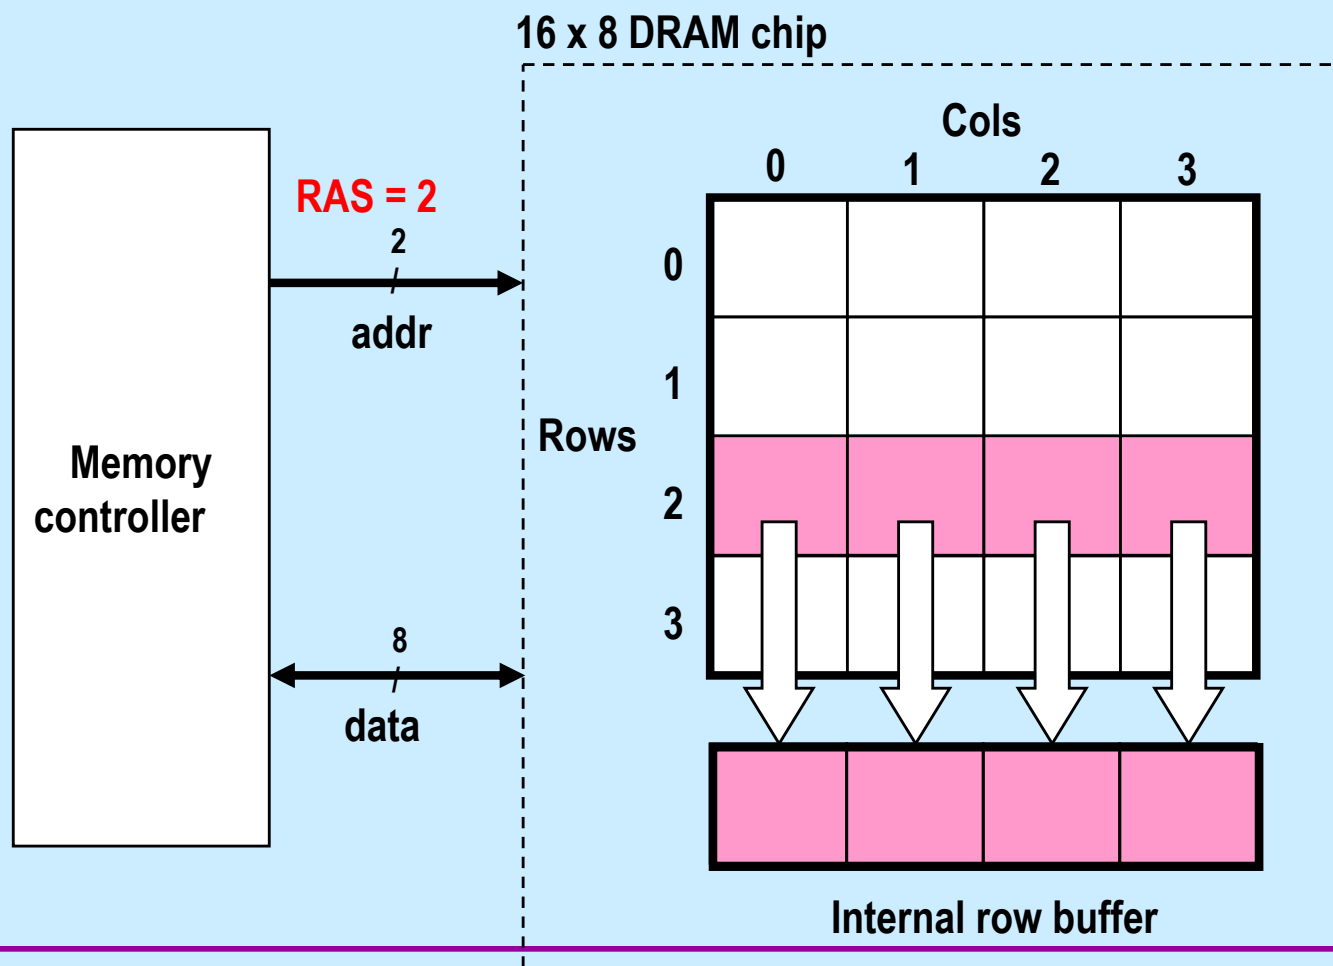 16 x 8 DRAM chip
Cols
0 1 2 3
RAS = 2
2
addr
0
1
Rows
2
3
Memory
controller
8
data
Internal row buffer